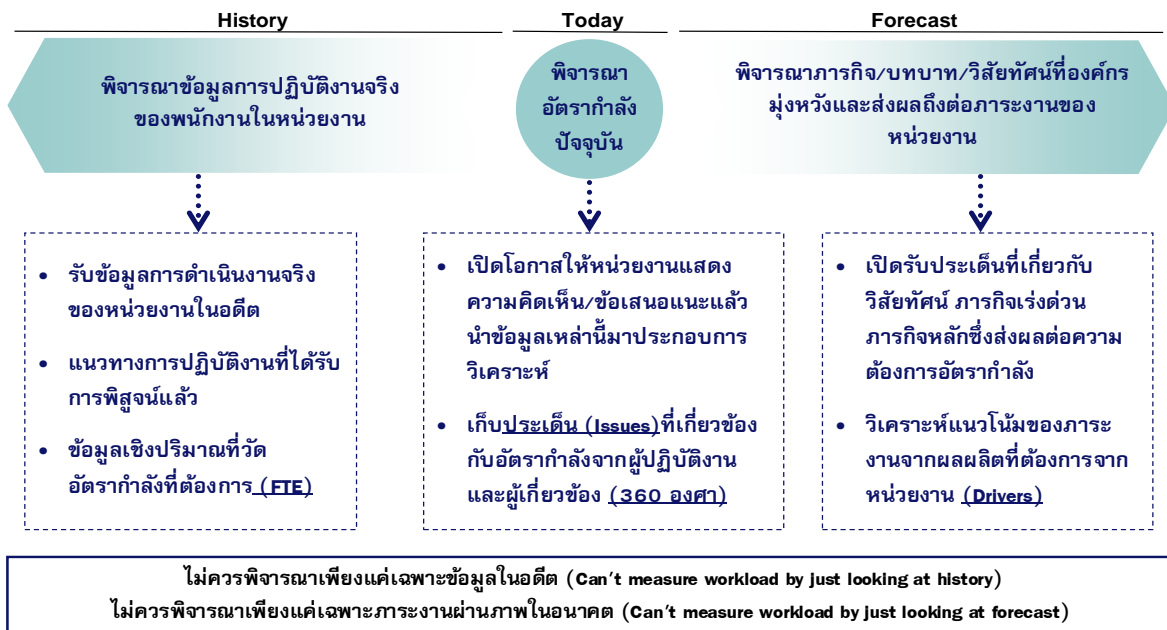 History
พิจารณาข้อมูลการปฏิบัติงานจริง
ของพนักงานในหน่วยงาน
Today
พิจารณา
อัตรากำลัง
ปัจจุบัน
Forecast
พิจารณาภารกิจ/บทบาท/วิสัยทัศน์ที่องค์กร
มุ่งหวังและส่งผลถึงต่อภาระงานของ
หน่วยงาน
• รับข้อมูลการดำเนินงานจริง
ของหน่วยงานในอดีต
• แนวทางการปฏิบัติงานที่ได้รับ
การพิสูจน์แล้ว
• ข้อมูลเชิงปริมาณที่วัด
อัตรากำลังที่ต้องการ (FTE)
• เปิดโอกาสให้หน่วยงานแสดง
ความคิดเห็น/ข้อเสนอแนะแล้ว
นำข้อมูลเหล่านี้มาประกอบการ
วิเคราะห์
• เก็บประเด็น (Issues)ที่เกี่ยวข้อง
กับอัตรากำลังจากผู้ปฏิบัติงาน
และผู้เกี่ยวข้อง (360 องศา)
• เปิดรับประเด็นที่เกี่ยวกับ
วิสัยทัศน์ ภารกิจเร่งด่วน
ภารกิจหลักซึ่งส่งผลต่อความ
ต้องการอัตรากำลัง
• วิเคราะห์แนวโน้มของภาระ
งานจากผลผลิตที่ต้องการจาก
หน่วยงาน (Drivers)
ไม่ควรพิจารณาเพียงแค่เฉพาะข้อมูลในอดีต (Can't measure workload by just looking at history)
ไม่ควรพิจารณาเพียงแค่เฉพาะภาระงานผ่านภาพในอนาคต (Can't measure workload by just looking at forecast)